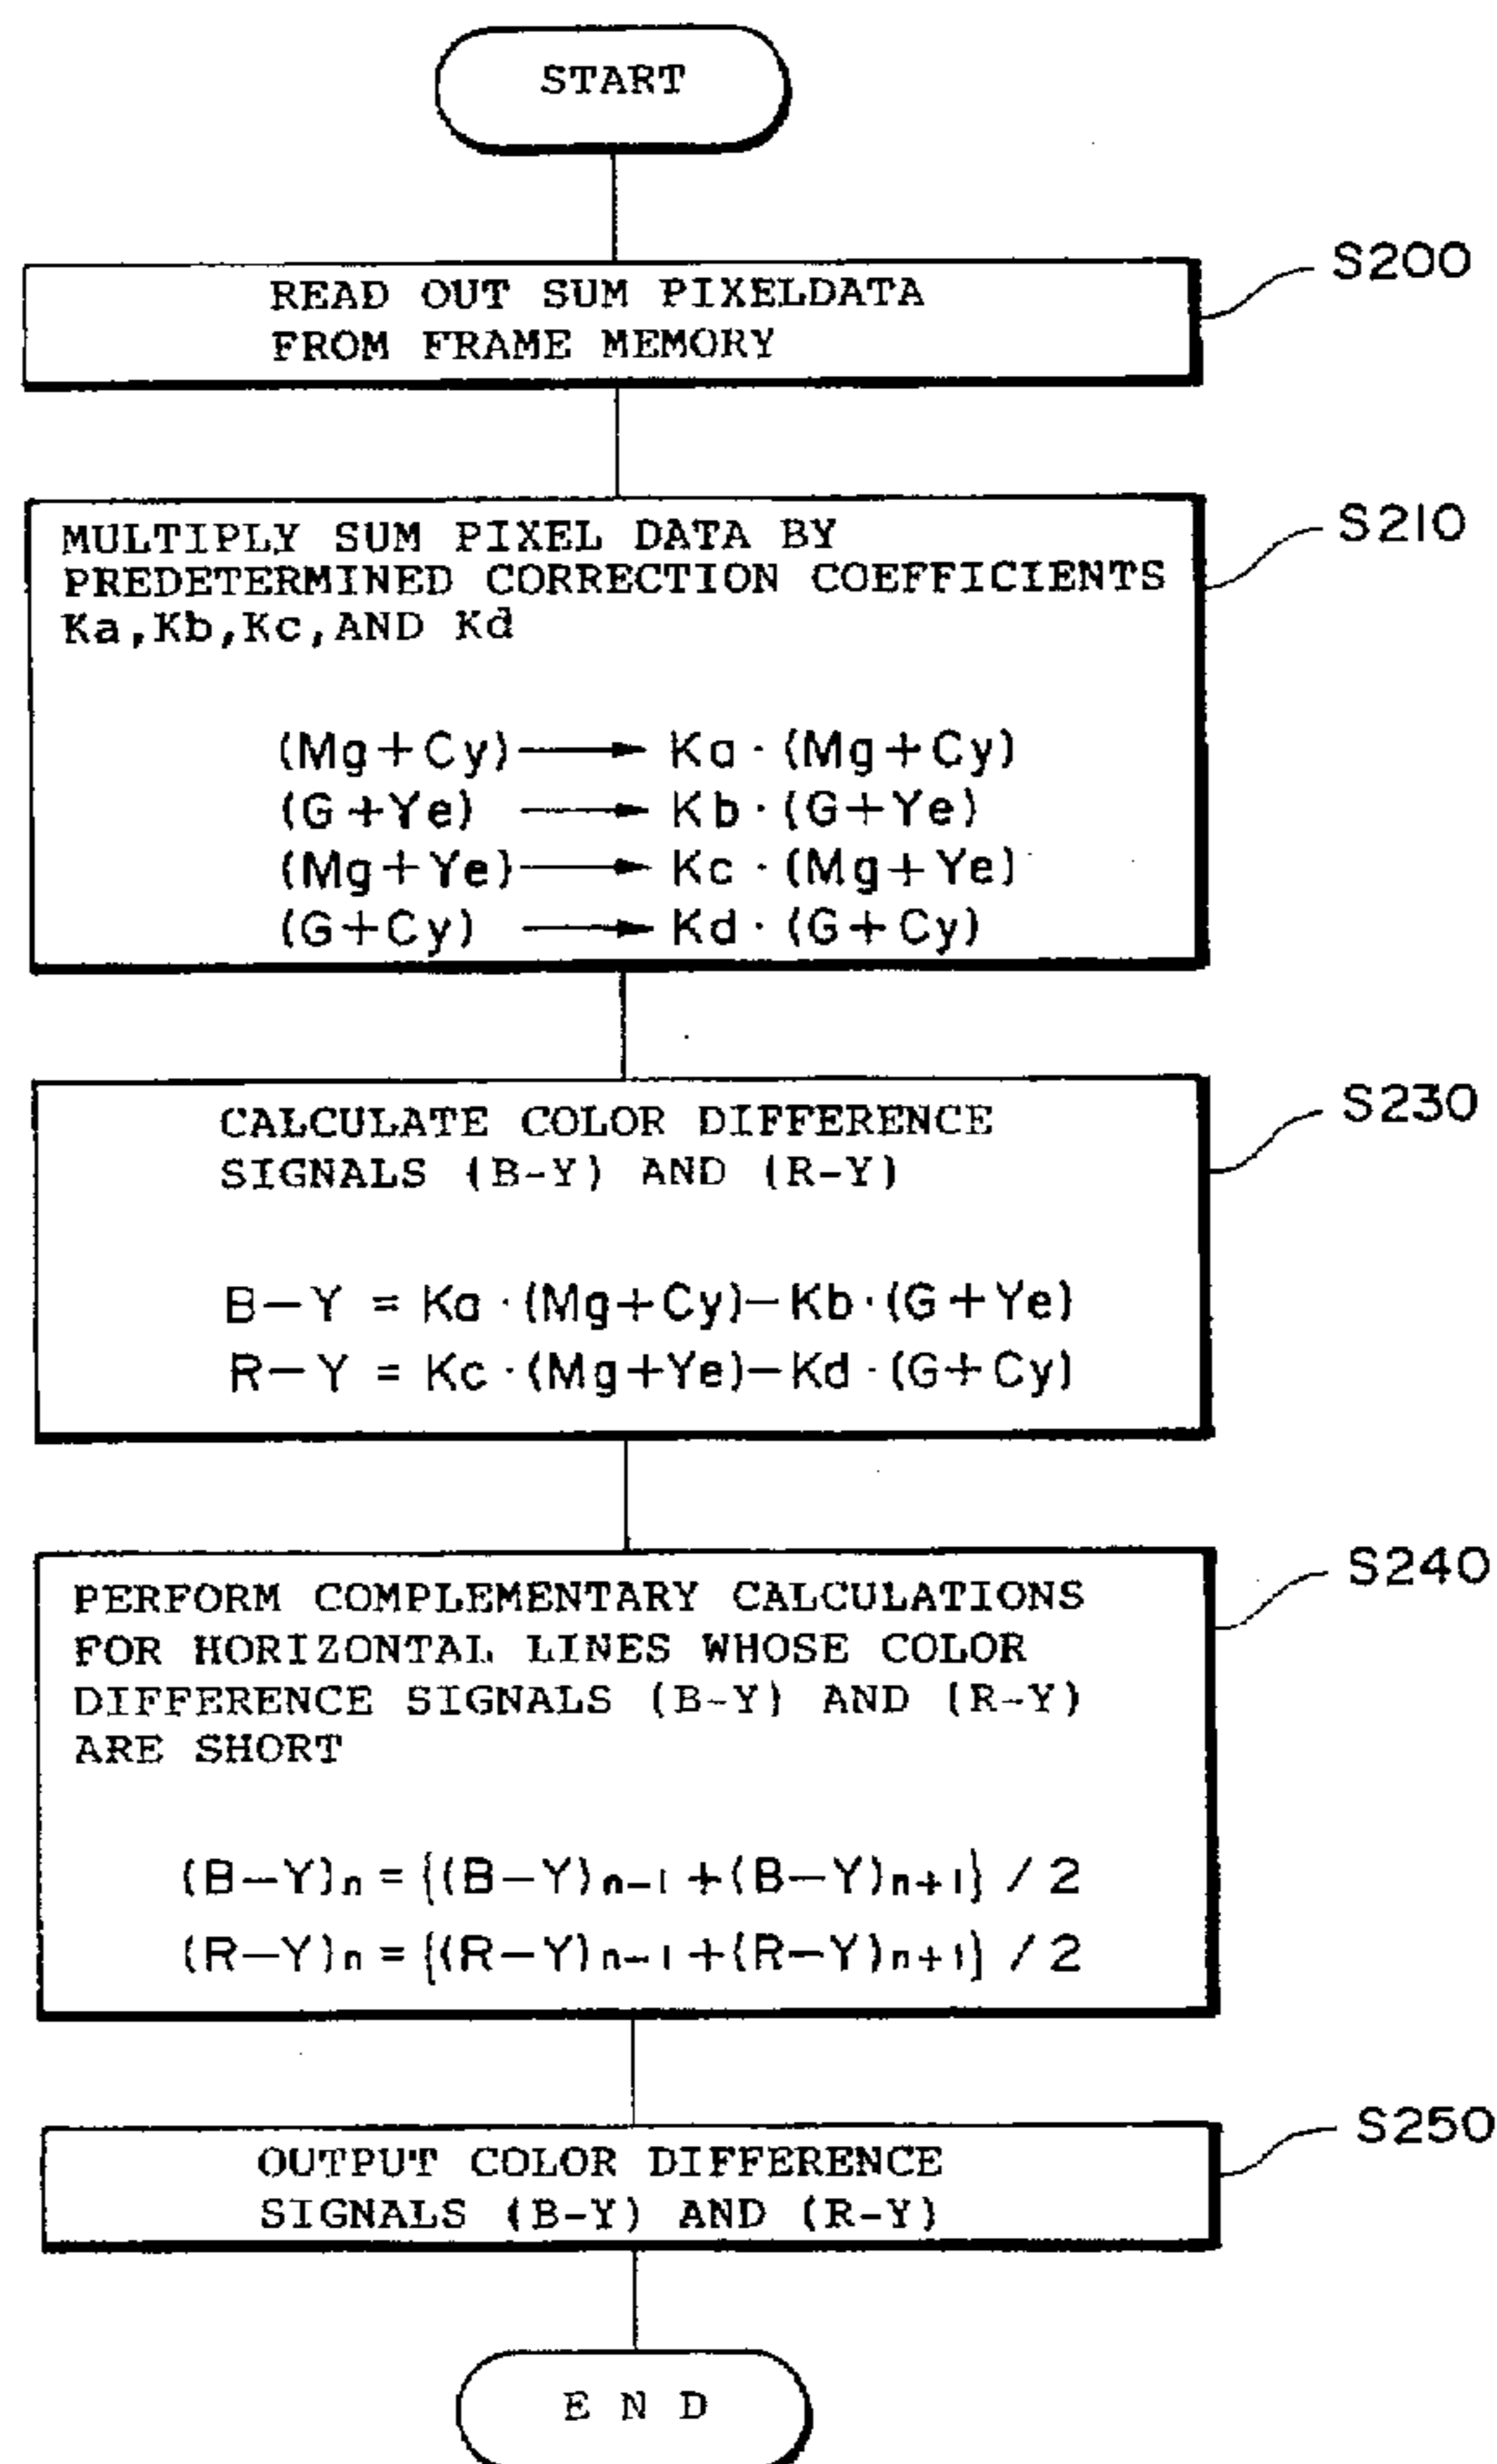 START
S200
READ OUT SUM PIXELDATA
FROM FRAME MEMORY
S210
MULTIPLY SUM PIXEL DATA BY
PREDETERMINED CORRECTION COEFFICIENTS
Ka,Kb,Kc,AND Kd
(Mg+Cy)⟶ Ka·(Mg+Cy)
(G+Ye) ⟶ Kb·(G+Ye)
(Mg+Ye)⟶ Kc·(Mg+Ye)
(G+Cy) ⟶ Kd·(G+Cy)
S230
CALCULATE COLOR DIFFERENCE
SIGNALS (B-Y) AND (R-Y)
B-Y = Ka·(Mg+Cy)-Kb·(G+Ye)
R-Y = Kc·(Mg+Ye)-Kd·(G+Cy)
S240
PERFORM COMPLEMENTARY CALCULATIONS
FOR HORIZONTAL LINES WHOSE COLOR
DIFFERENCE SIGNALS (B-Y) AND (R-Y)
ARE SHORT
(B-Y)n = {(B-Y)n-1 +(B-Y)n+1} / 2
(R-Y)n = {(R-Y)n-1 +(R-Y)n+1} / 2
S250
OUTPUT COLOR DIFFERENCE
SIGNALS (B-Y) AND (R-Y)
END